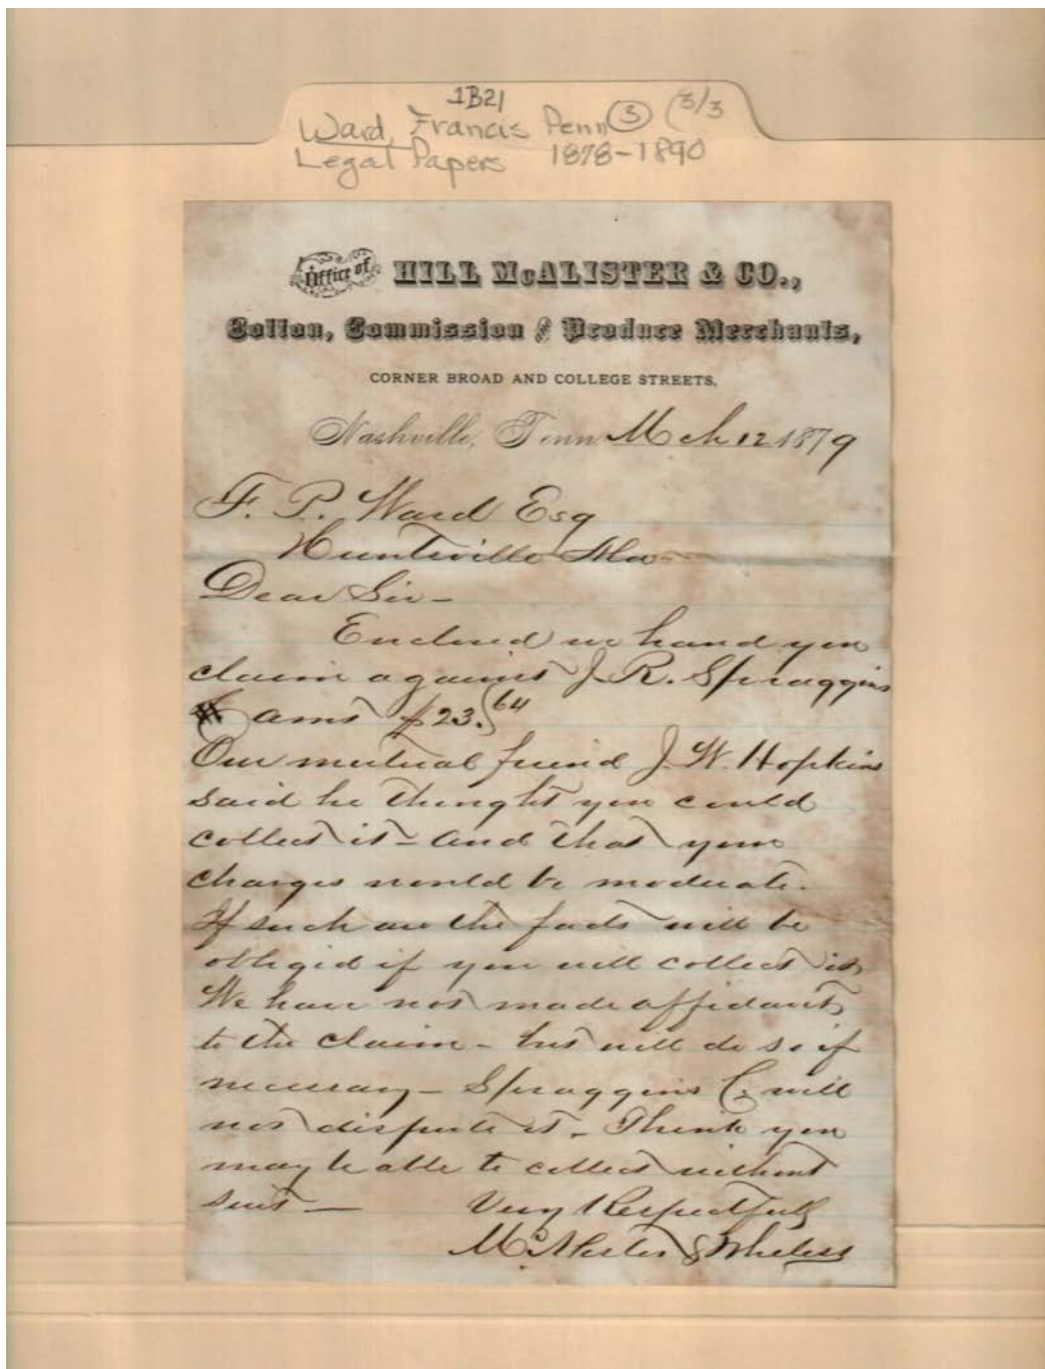 1B21
Ward, Francis Penn ③ (3/3
Legal Papers 1878-1890
Office of HILL McALISTER & CO.,
Cotton, Commission & Produce Merchants,
CORNER BROAD AND COLLEGE STREETS,
Nashville, Tenn Mch 12 1879
F. P. Ward Esq
Huntsville Ala
Dear Sir -
Enclosed we hand you
claim against J. R. Spraggins
amt $23.64
Our mutual friend J. W. Hopkins
said he thought you could
collect it - and that your
charges would be moderate.
If such are the facts will be
obliged if you will collect it.
We have not made affidavit
to the claim - but will do so if
necessary - Spraggins will
not dispute it - Think you
may be able to collect without
suit - Very Respectfully
McAlister & Wheless